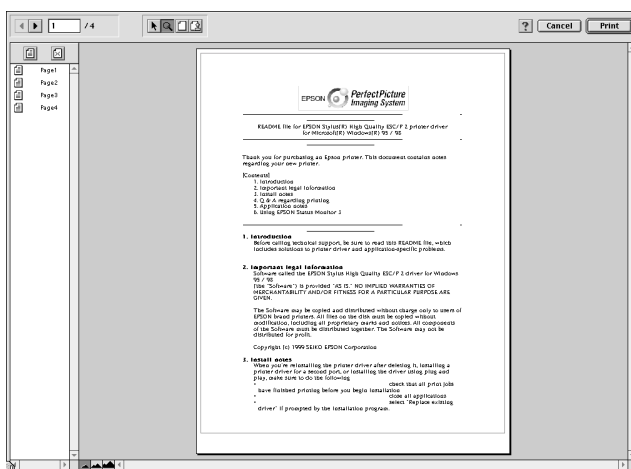 1 / 4
? Cancel Print
Page1
Page2
Page3
Page4
EPSON PerfectPicture
Imaging System
README file for EPSON Stylus(R) High Quality ESC/P 2 printer driver
for Microsoft(R) Windows(R) 95 / 98
Thank you for purchasing an Epson printer. This document contains notes
regarding your new printer.
[Contents]
1. Introduction
2. Important legal information
3. Install notes
4. Q & A regarding printing
5. Application notes
6. Using EPSON Status Monitor 3
1. Introduction
Before calling technical support, be sure to read this README file, which
includes solutions to printer driver and application-specific problems.
2. Important legal information
Software called the EPSON Stylus High Quality ESC/P 2 driver for Windows
95 / 98
(the "Software") is provided "AS IS." NO IMPLIED WARRANTIES OF
MERCHANTABILITY AND/OR FITNESS FOR A PARTICULAR PURPOSE ARE
GIVEN.
The Software may be copied and distributed without charge only to users of
EPSON brand printers. All files on the disk must be copied without
modification, including all proprietary marks and notices. All components
of the Software must be distributed together. The Software may not be
distributed for profit.
Copyright (c) 1999 SEIKO EPSON Corporation
3. Install notes
When you're reinstalling the printer driver after deleting it, installing a
printer driver for a second port, or installing the driver using plug and
play, make sure to do the following
* check that all print jobs
have finished printing before you begin installation
* close all applications
* select "Replace existing
driver" if prompted by the installation program.